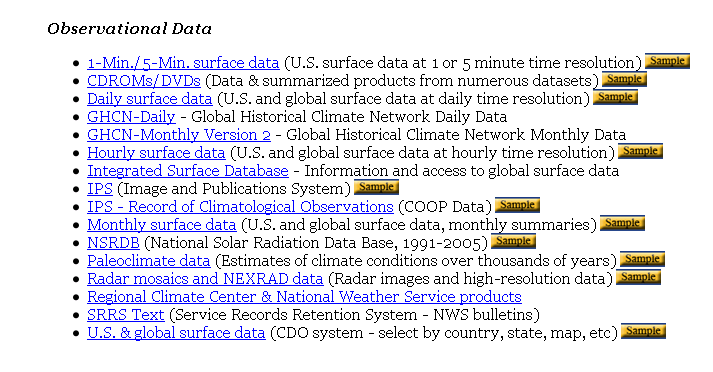 Observational Data
1-Min./5-Min. surface data (U.S. surface data at 1 or 5 minute time resolution) Sample
CDROMs/DVDs (Data & summarized products from numerous datasets) Sample
Daily surface data (U.S. and global surface data at daily time resolution) Sample
GHCN-Daily - Global Historical Climate Network Daily Data
GHCN-Monthly Version 2 - Global Historical Climate Network Monthly Data
Hourly surface data (U.S. and global surface data at hourly time resolution) Sample
Integrated Surface Database - Information and access to global surface data
IPS (Image and Publications System) Sample
IPS - Record of Climatological Observations (COOP Data) Sample
Monthly surface data (U.S. and global surface data, monthly summaries) Sample
NSRDB (National Solar Radiation Data Base, 1991-2005) Sample
Paleoclimate data (Estimates of climate conditions over thousands of years) Sample
Radar mosaics and NEXRAD data (Radar images and high-resolution data) Sample
Regional Climate Center & National Weather Service products
SRRS Text (Service Records Retention System - NWS bulletins)
U.S. & global surface data (CDO system - select by country, state, map, etc) Sample